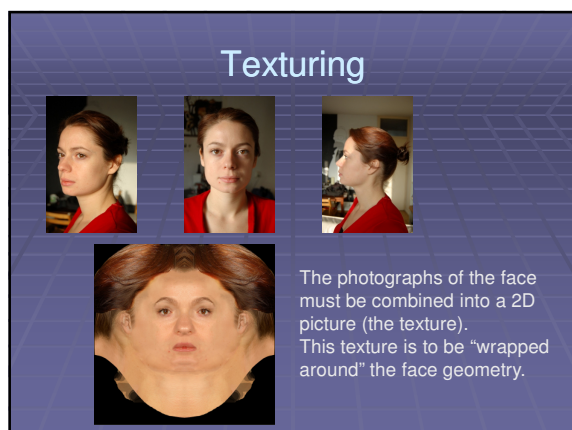 Texturing
The photographs of the face
must be combined into a 2D
picture (the texture).
This texture is to be “wrapped
around” the face geometry.